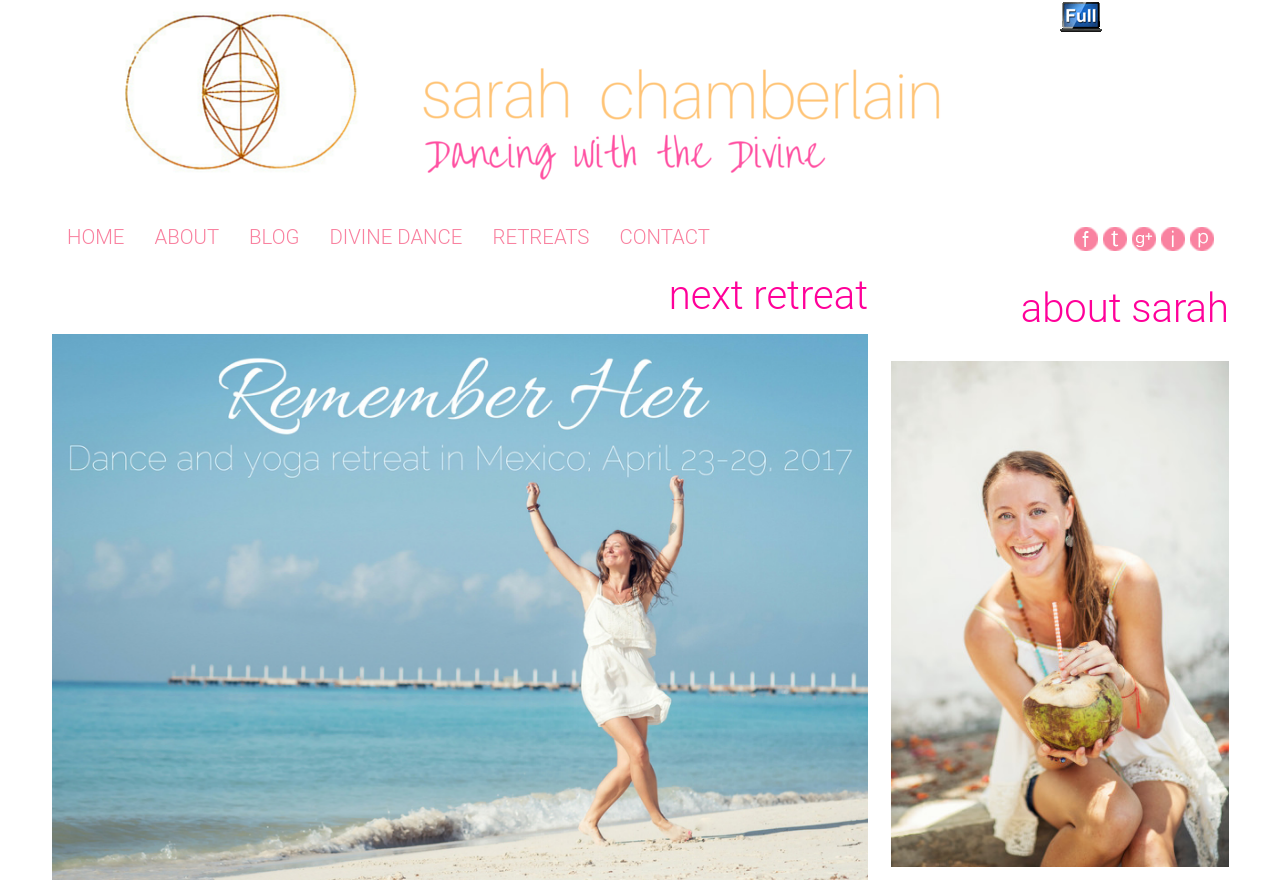 Full
sarah chamberlain
Dancing with the Divine
HOME ABOUT BLOG DIVINE DANCE RETREATS CONTACT
f t g+ i p
next retreat
about sarah
Remember Her
Dance and yoga retreat in Mexico; April 23-29, 2017